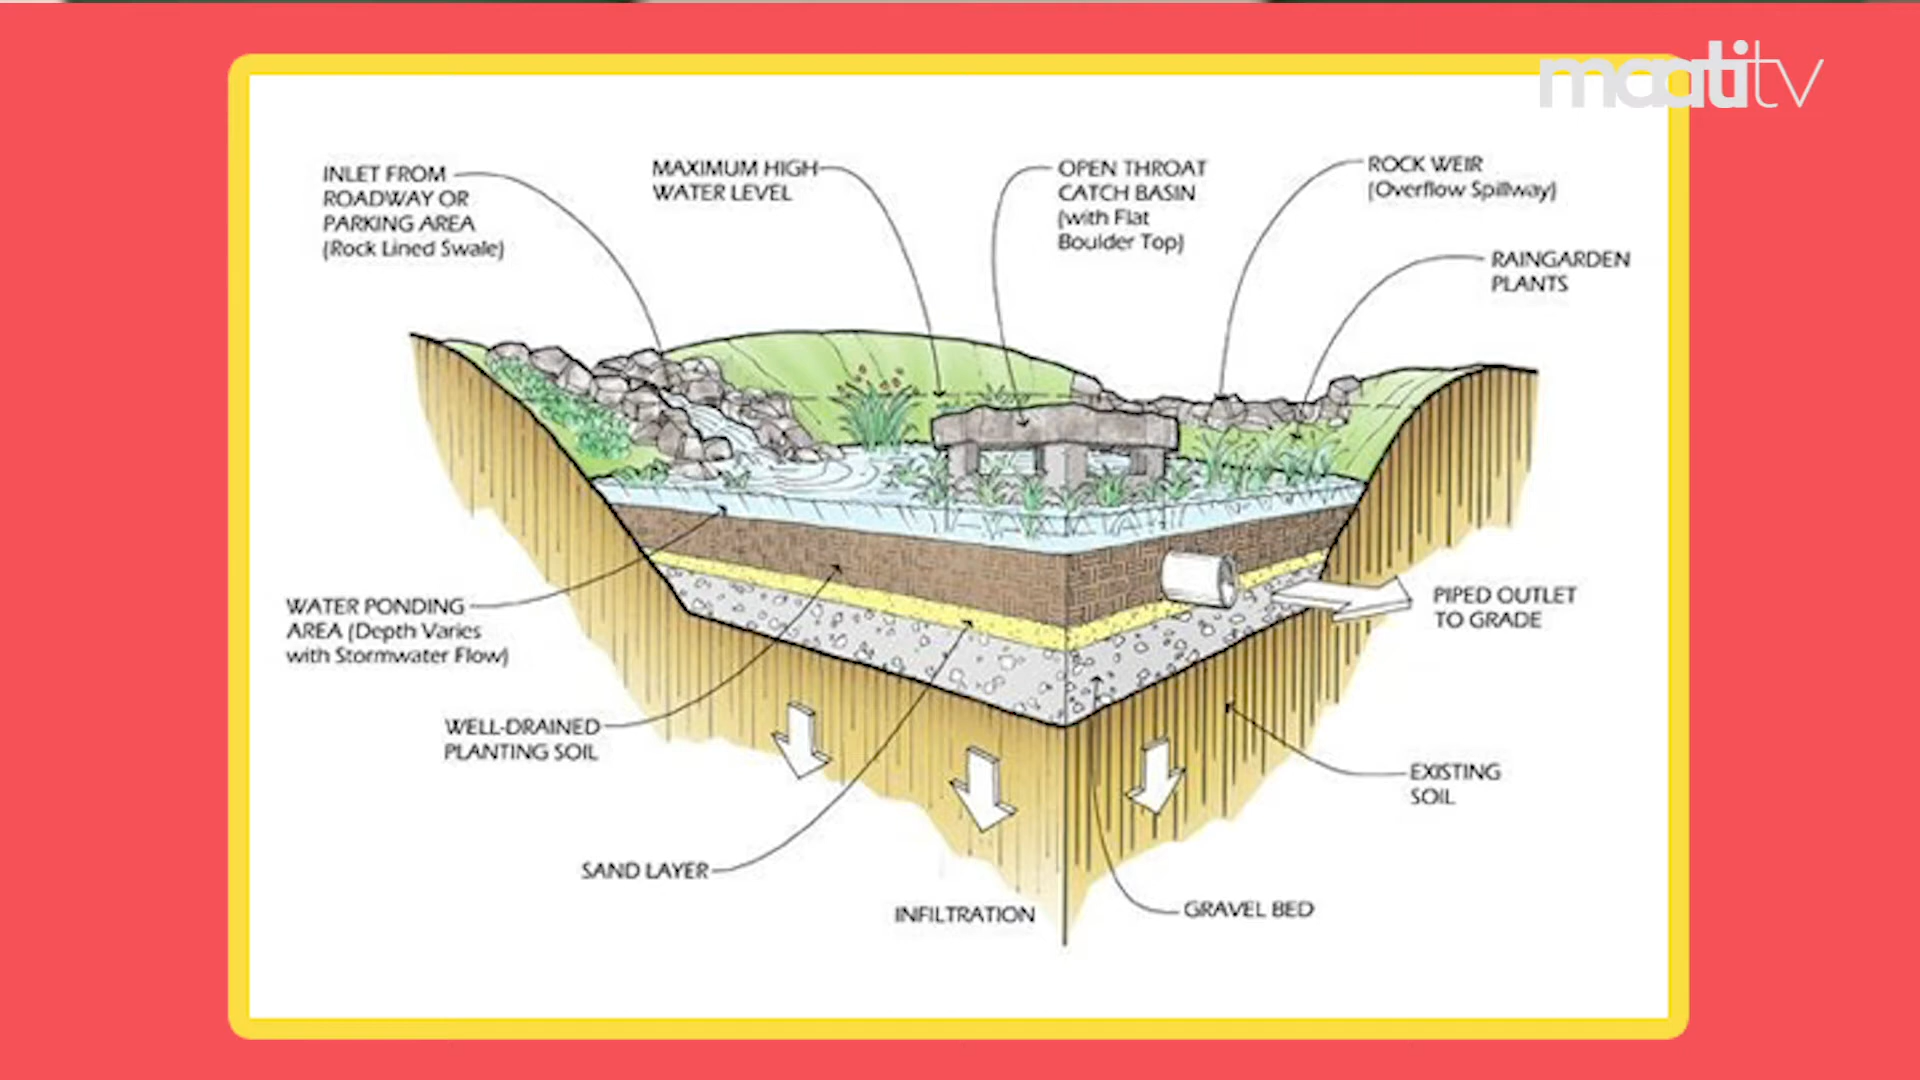 maatitv
INLET FROM
ROADWAY OR
PARKING AREA
(Rock Lined Swale)
MAXIMUM HIGH
WATER LEVEL
OPEN THROAT
CATCH BASIN
(with Flat
Boulder Top)
ROCK WEIR
(Overflow Spillway)
RAINGARDEN
PLANTS
WATER PONDING
AREA (Depth Varies
with Stormwater Flow)
PIPED OUTLET
TO GRADE
WELL-DRAINED
PLANTING SOIL
EXISTING
SOIL
SAND LAYER
INFILTRATION
GRAVEL BED